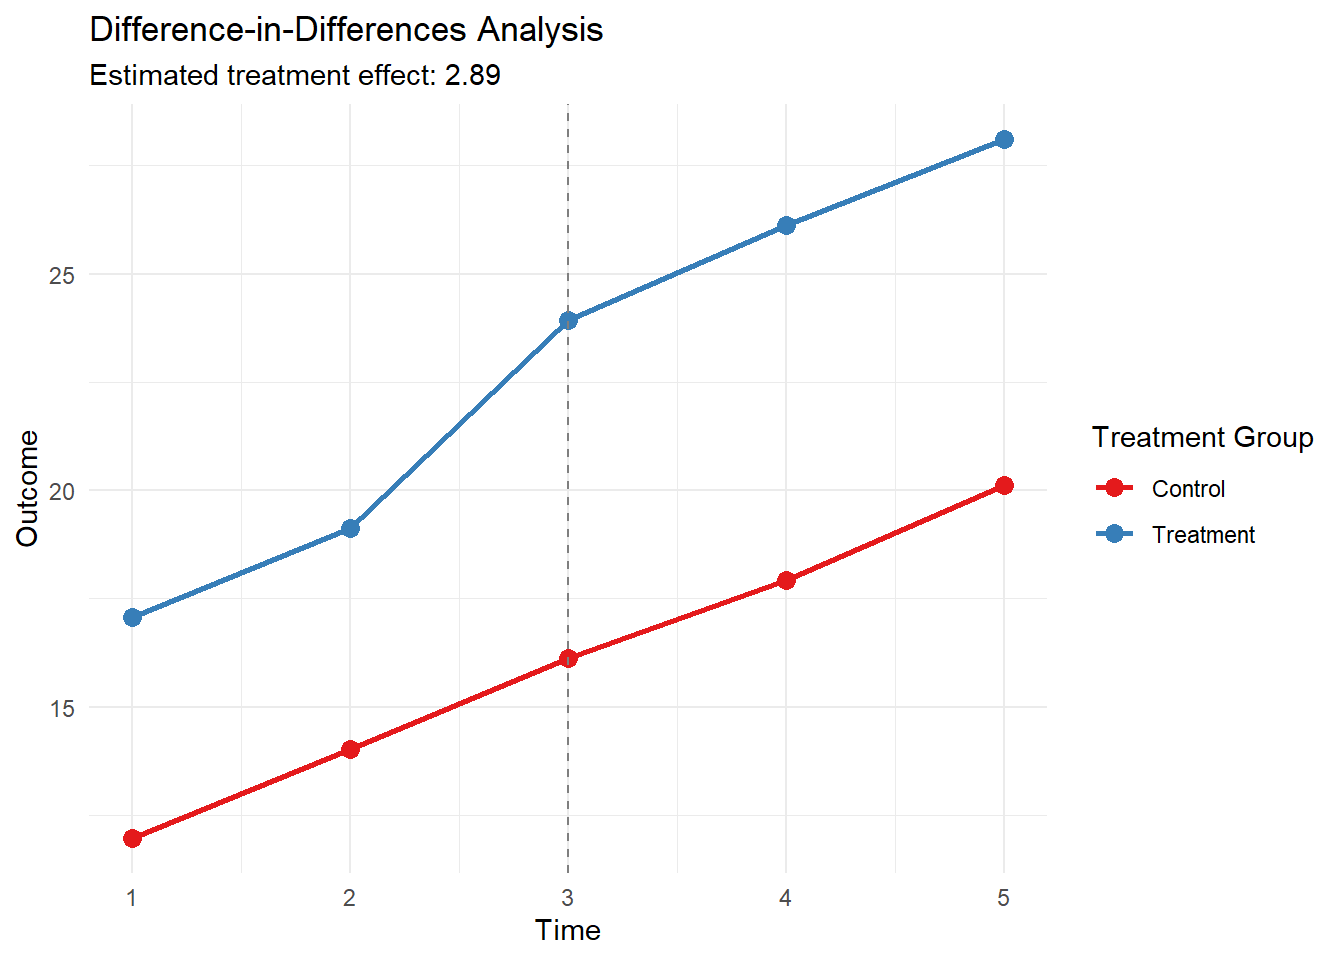 Difference-in-Differences Analysis
Estimated treatment effect: 2.89
25
20
15
Outcome
1 2 3 4 5
Time
Treatment Group
Control
Treatment